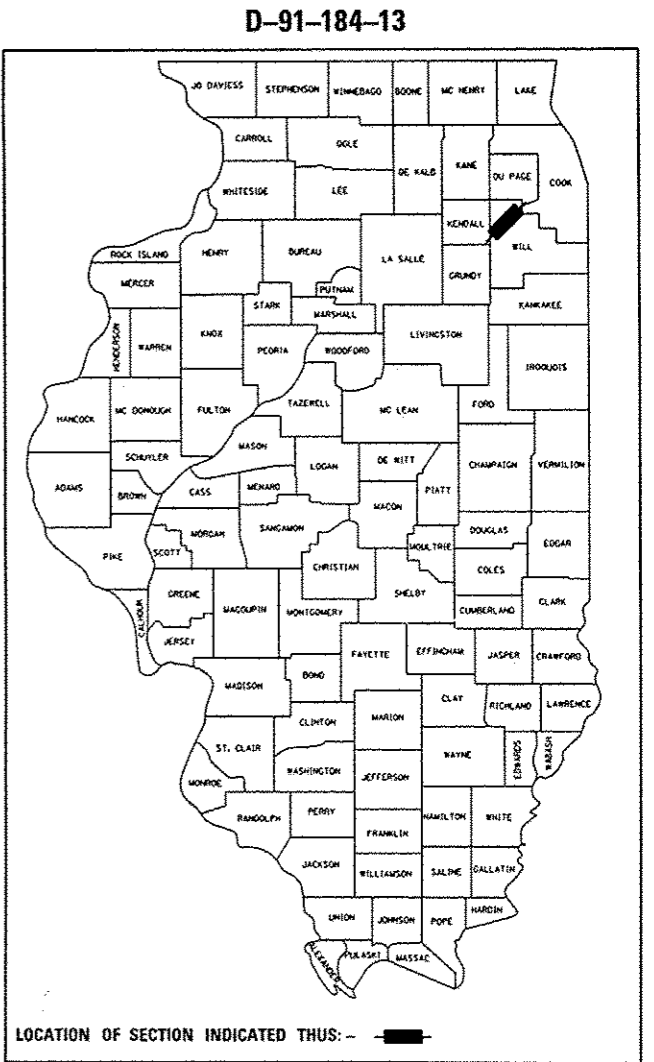 D-91-184-13
JO DAVIESS STEPHENSON WINNEBAGO BOONE MC HENRY LAKE
CARROLL OGLE DE KALB KANE DU PAGE COOK
WHITESIDE LEE KENDALL WILL
ROCK ISLAND HENRY BUREAU LA SALLE GRUNDY
MERCER PUTNAM KANKAKEE
HENDERSON WARREN KNOX STARK MARSHALL LIVINGSTON
PEORIA WOODFORD IROQUOIS
HANCOCK MC DONOUGH FULTON TAZEWELL MC LEAN FORD
SCHUYLER MASON LOGAN DE WITT CHAMPAIGN VERMILION
ADAMS BROWN CASS MENARD MACON PIATT
PIKE SCOTT MORGAN SANGAMON CHRISTIAN MOULTRIE DOUGLAS EDGAR
COLES
CALHOUN GREENE MACOUPIN MONTGOMERY SHELBY CUMBERLAND CLARK
JERSEY FAYETTE EFFINGHAM JASPER CRAWFORD
MADISON BOND CLAY RICHLAND LAWRENCE
CLINTON MARION
ST. CLAIR WASHINGTON JEFFERSON WAYNE EDWARDS WABASH
MONROE
RANDOLPH PERRY HAMILTON WHITE
FRANKLIN
JACKSON WILLIAMSON SALINE GALLATIN
UNION JOHNSON POPE HARDIN
ALEXANDER PULASKI MASSAC
LOCATION OF SECTION INDICATED THUS: -